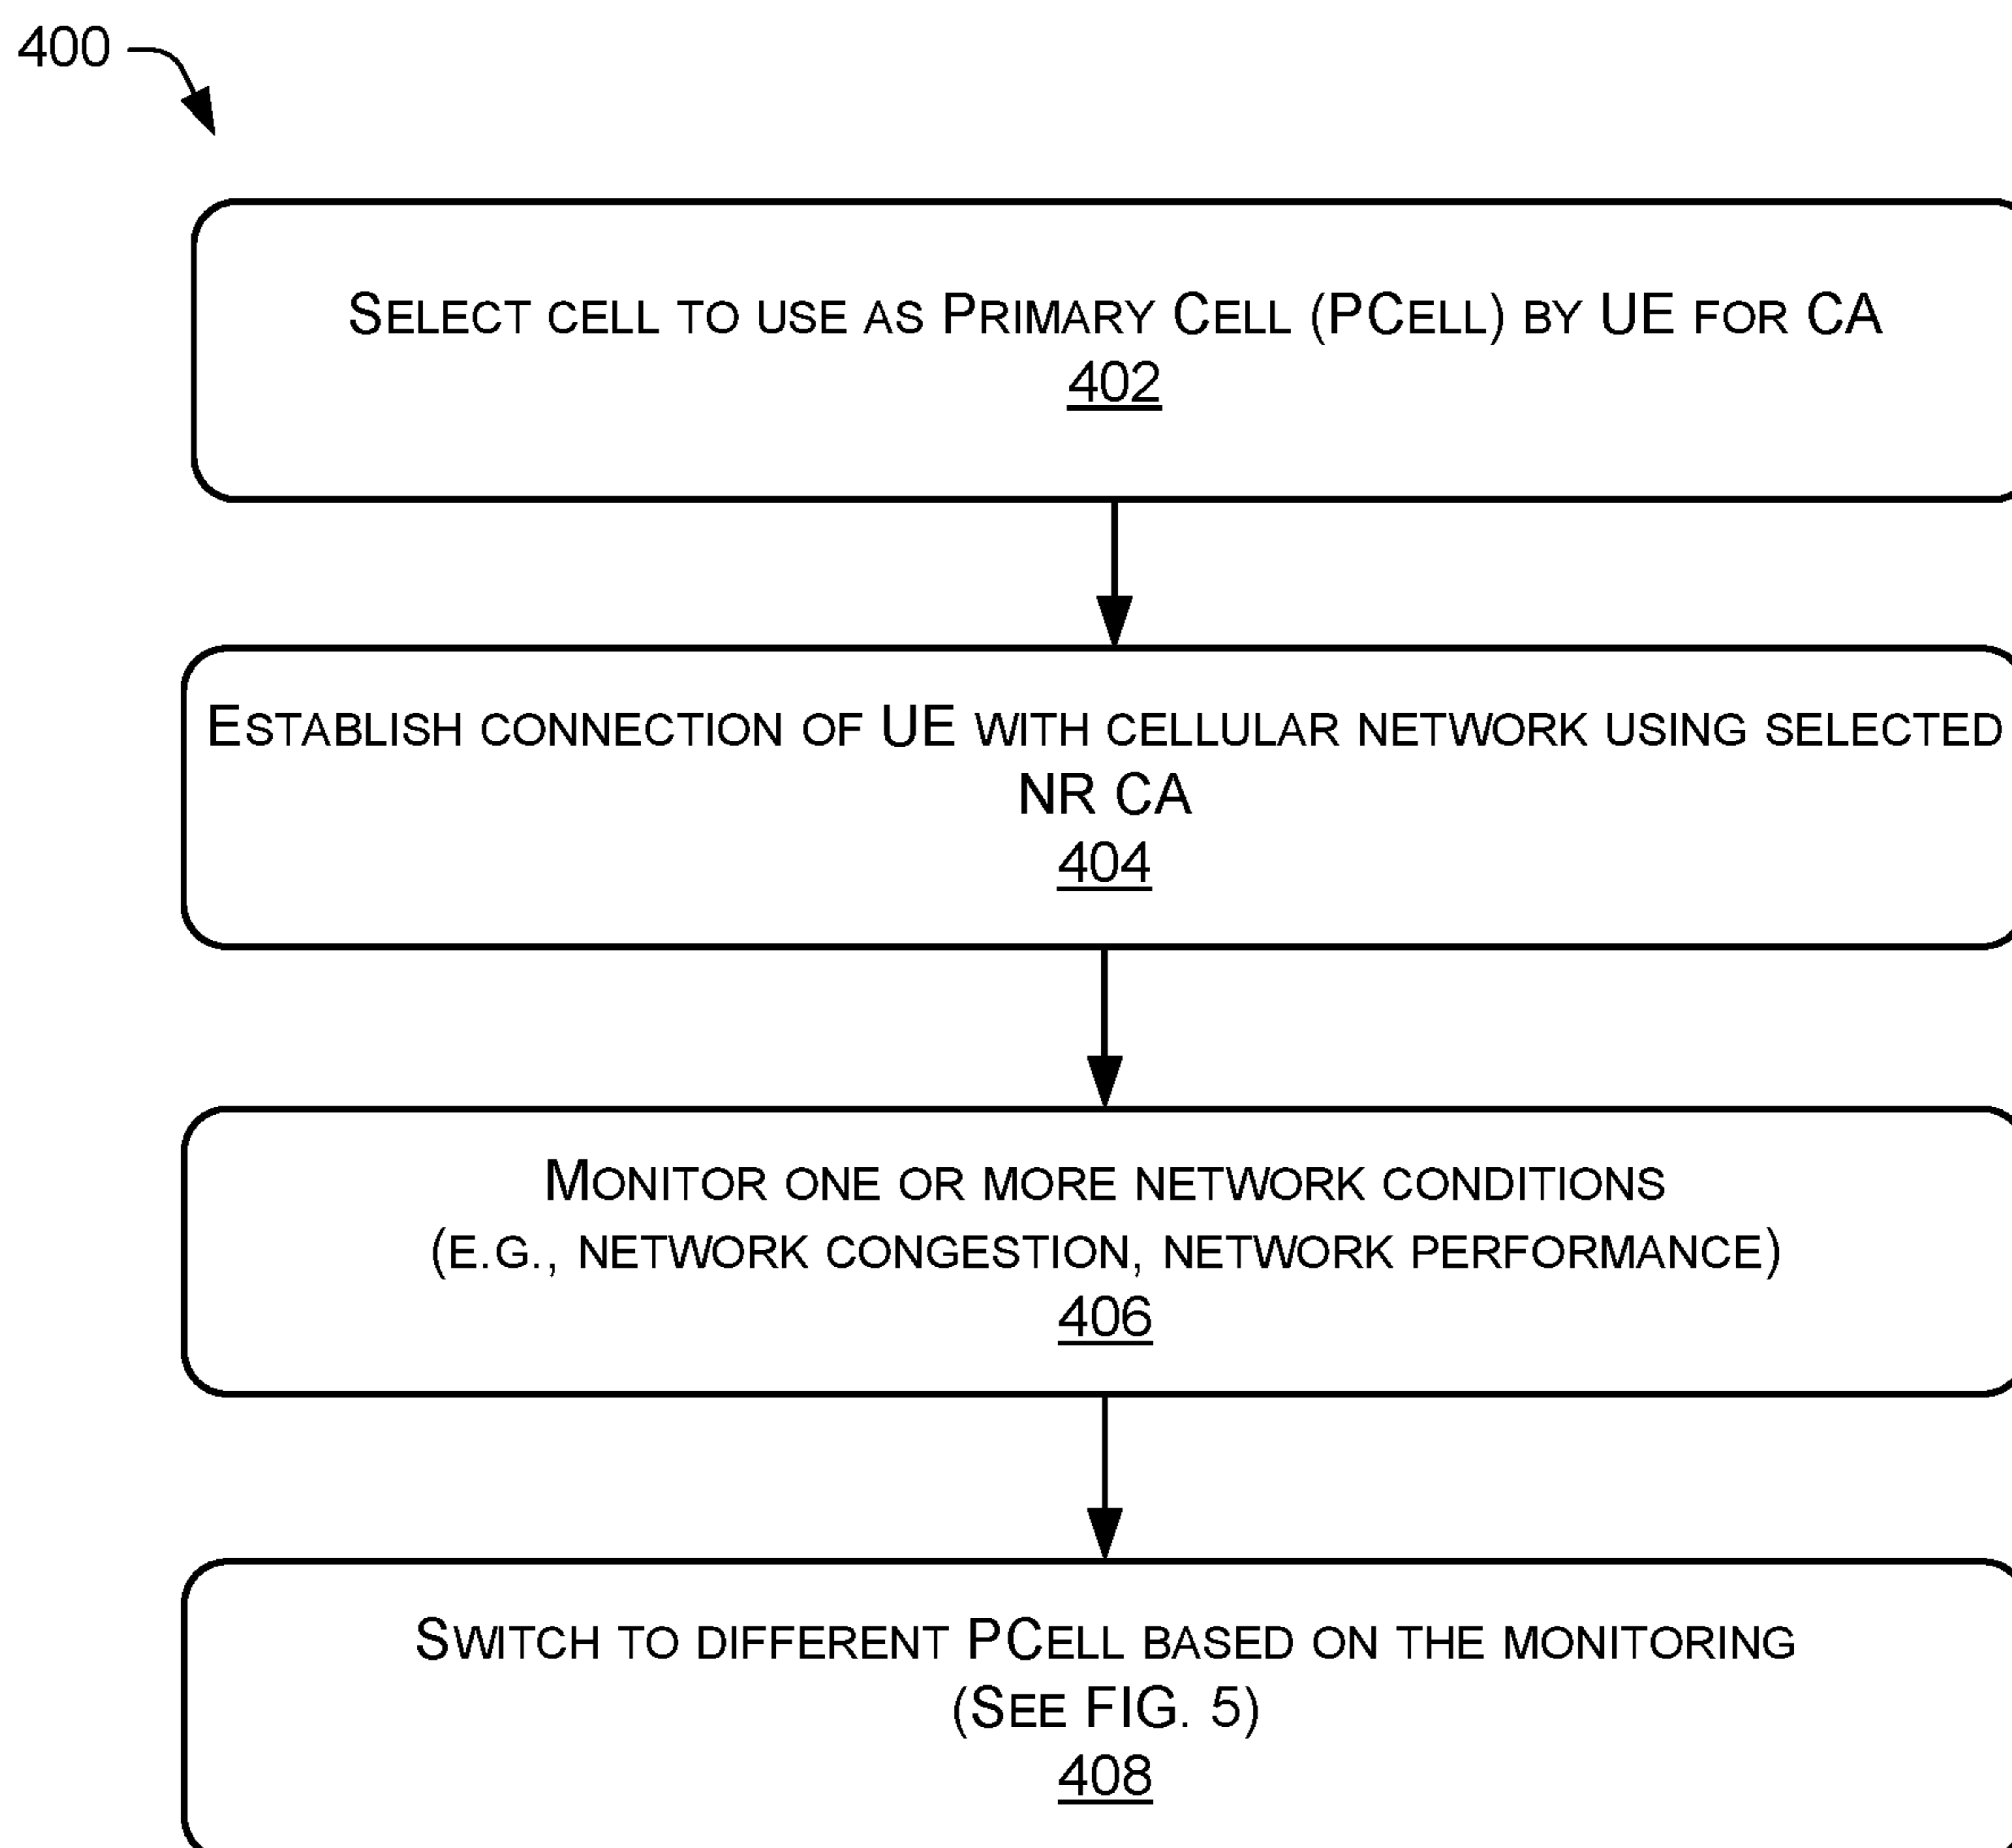 400
Select cell to use as Primary Cell (PCell) by UE for CA
402
Establish connection of UE with cellular network using selected
NR CA
404
Monitor one or more network conditions
(e.g., network congestion, network performance)
406
Switch to different PCell based on the monitoring
(See FIG. 5)
408